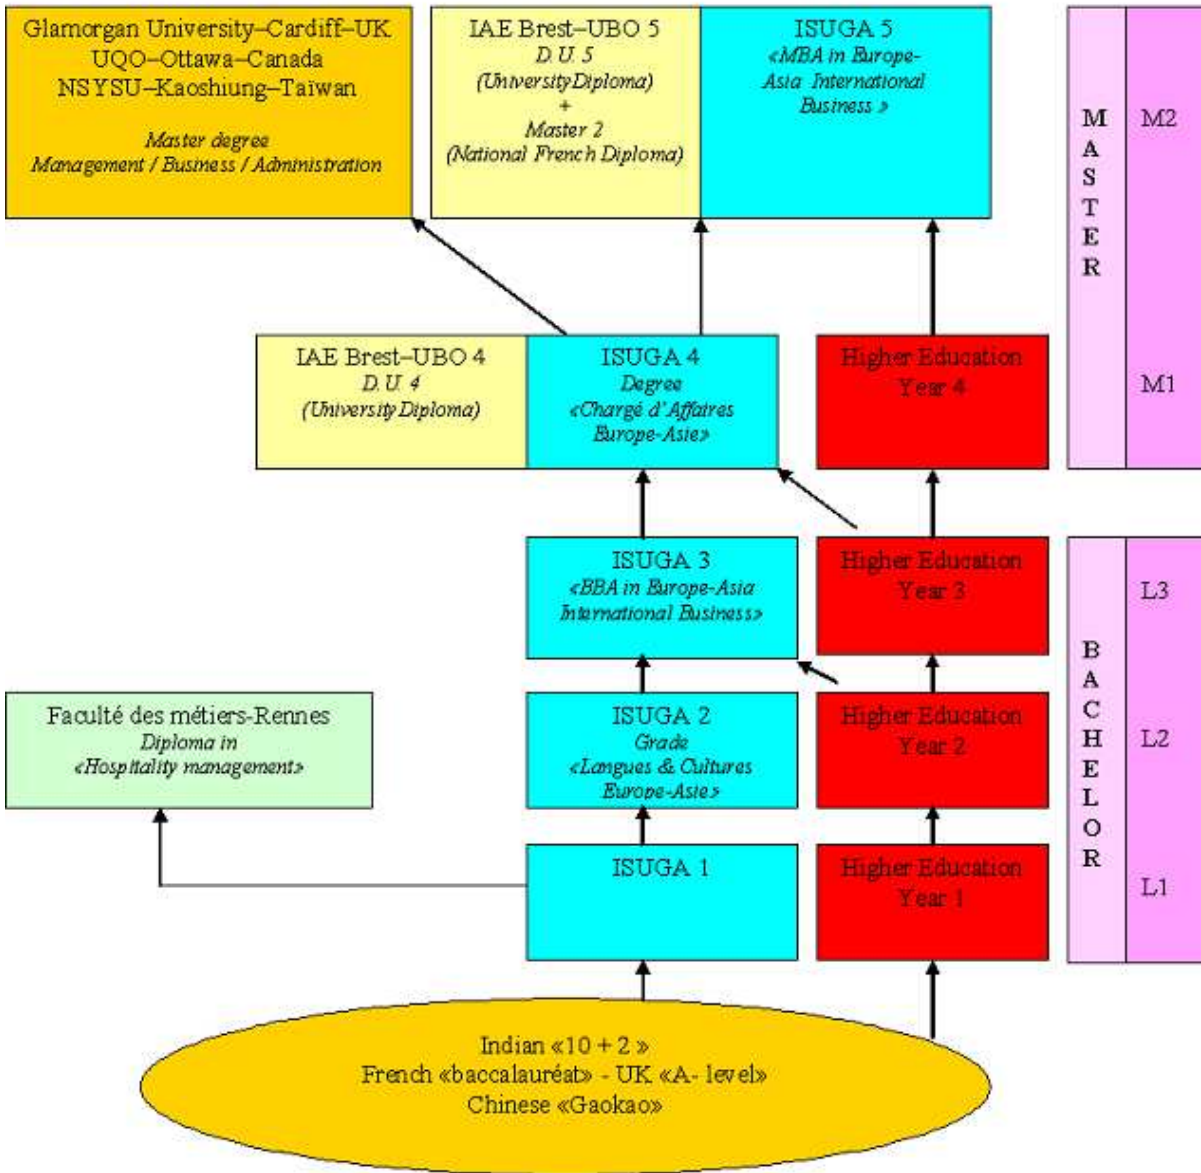 Glamorgan University–Cardiff–UK
UQO–Ottawa–Canada
NSYSU–Kaoshiung–Taïwan
Master degree
Management / Business / Administration
IAE Brest–UBO 5
D.U. 5
(University Diploma)
+
Master 2
(National French Diploma)
ISUGA 5
«MBA in Europe-
Asia International
Business »
MASTER
M2
IAE Brest–UBO 4
D.U. 4
(University Diploma)
ISUGA 4
Degree
«Chargé d'Affaires
Europe-Asie»
Higher Education
Year 4
M1
ISUGA 3
«BBA in Europe-Asia
International Business»
Higher Education
Year 3
BACHELOR
L3
Faculté des métiers-Rennes
Diploma in
«Hospitality management»
ISUGA 2
Grade
«Langues & Cultures
Europe-Asie»
Higher Education
Year 2
L2
ISUGA 1
Higher Education
Year 1
L1
Indian «10 + 2 »
French «baccalauréat» - UK «A- level»
Chinese «Gaokao»